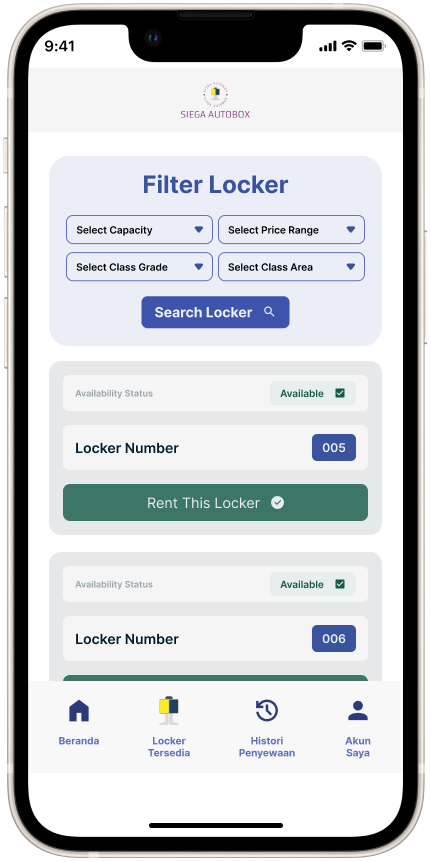 9:41
SIEGA AUTOBOX
Filter Locker
Select Capacity
Select Price Range
Select Class Grade
Select Class Area
Search Locker
Availability Status
Available
Locker Number
005
Rent This Locker
Availability Status
Available
Locker Number
006
Beranda
Locker
Tersedia
Histori
Penyewaan
Akun
Saya